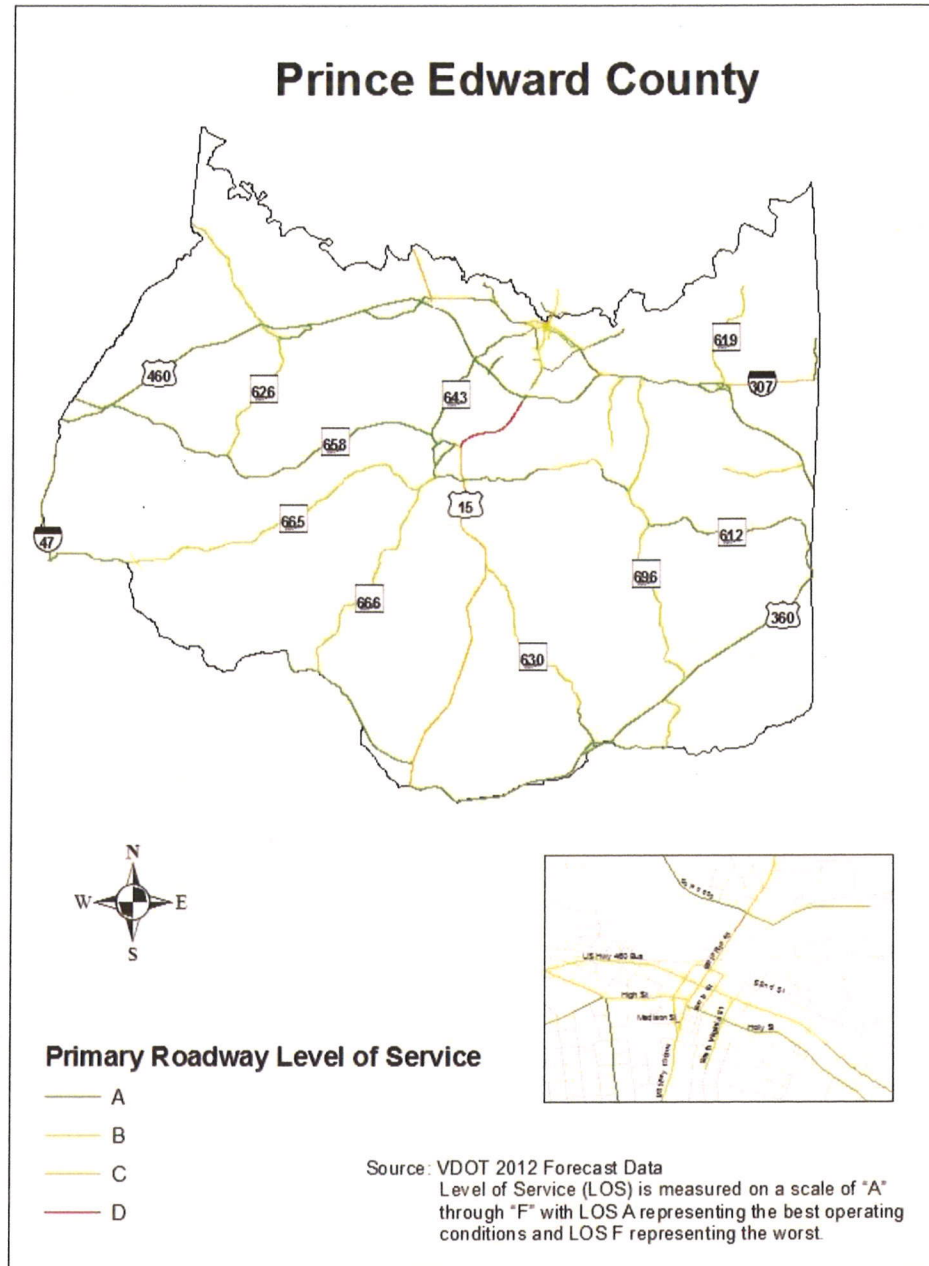 Prince Edward County
619
460
307
626
643
658
15
665
47
612
696
666
360
630
N
W
E
S
US Hwy 460 Bus
High St
Madison St
Holy St
Primary Roadway Level of Service
A
B
C
D
Source: VDOT 2012 Forecast Data
Level of Service (LOS) is measured on a scale of "A"
through "F" with LOS A representing the best operating
conditions and LOS F representing the worst.